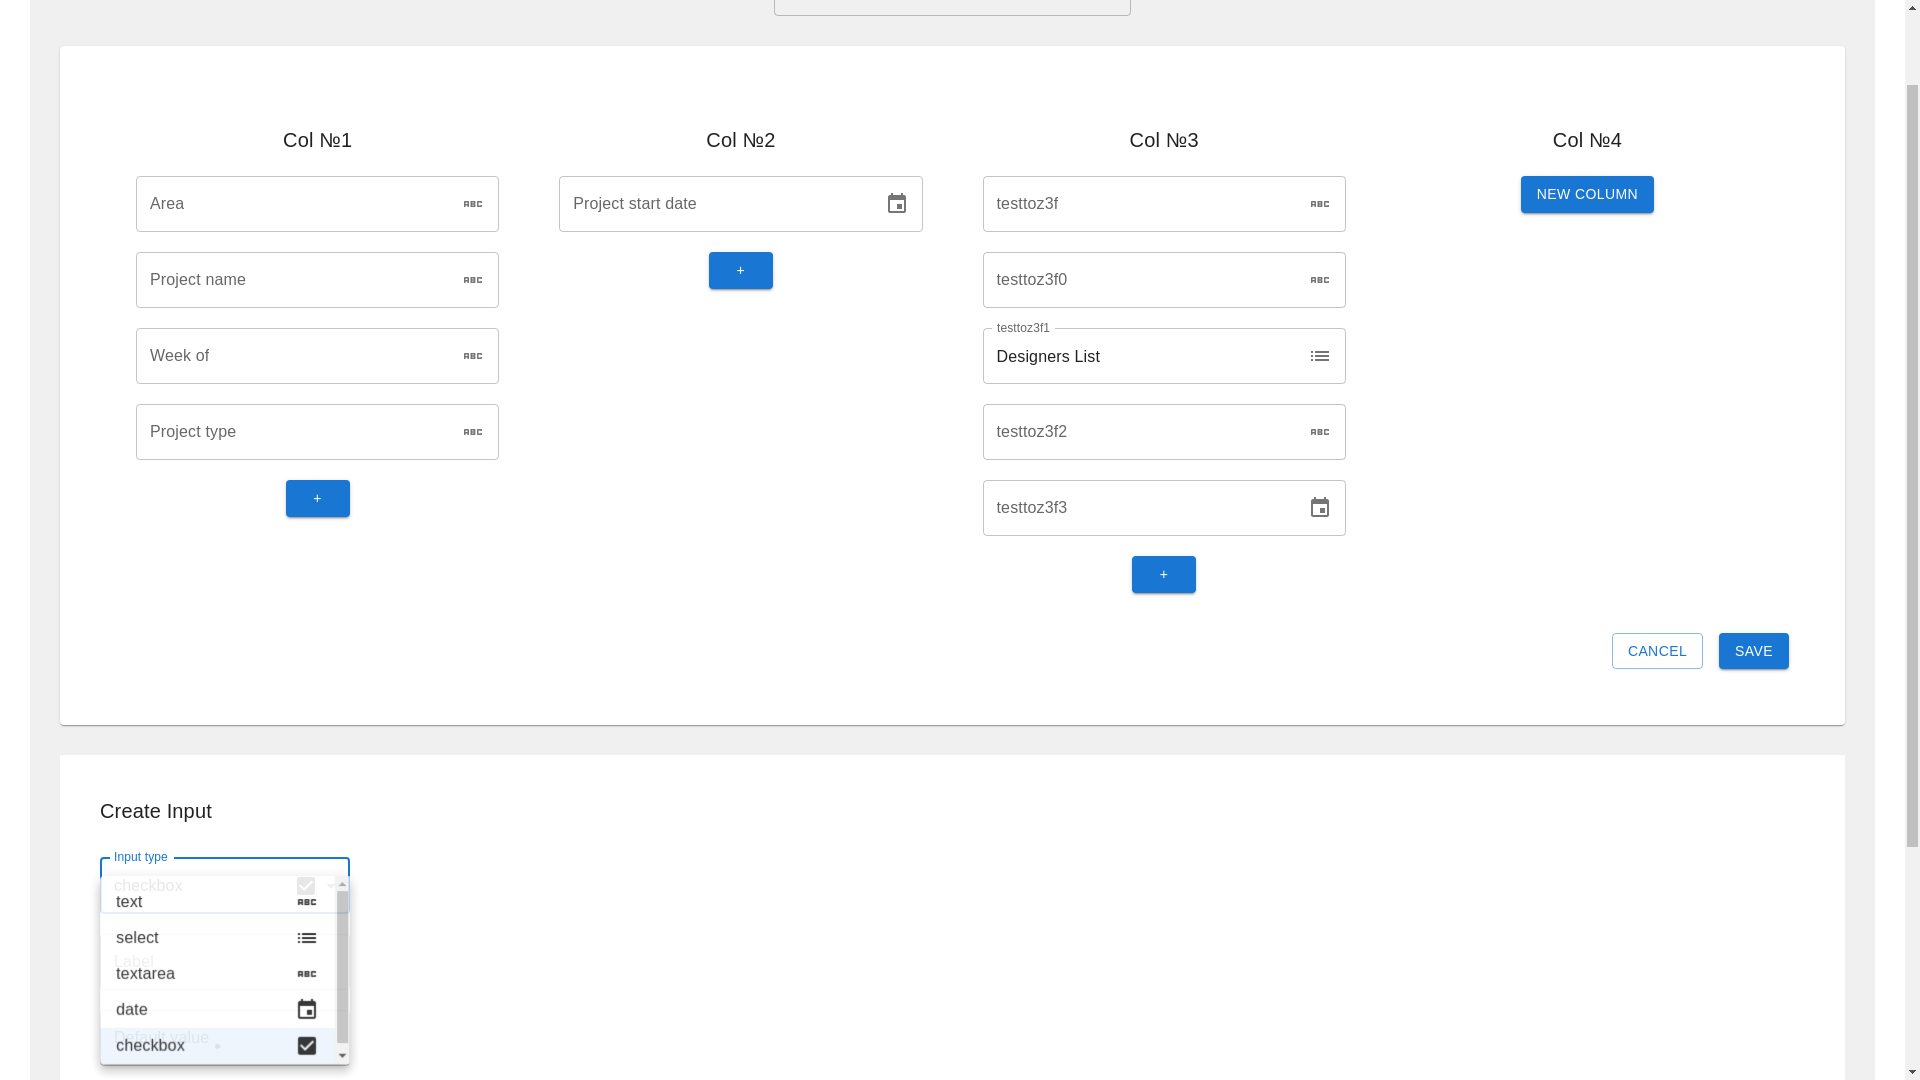 Col №1
Col №2
Col №3
Col №4
Area
ABC
Project start date
testtoz3f
ABC
NEW COLUMN
Project name
ABC
+
testtoz3f0
ABC
testtoz3f1
Week of
ABC
Designers List
Project type
ABC
testtoz3f2
ABC
+
testtoz3f3
+
CANCEL
SAVE
Create Input
Input type
checkbox
text
ABC
select
Label
textarea
ABC
date
Default value
checkbox